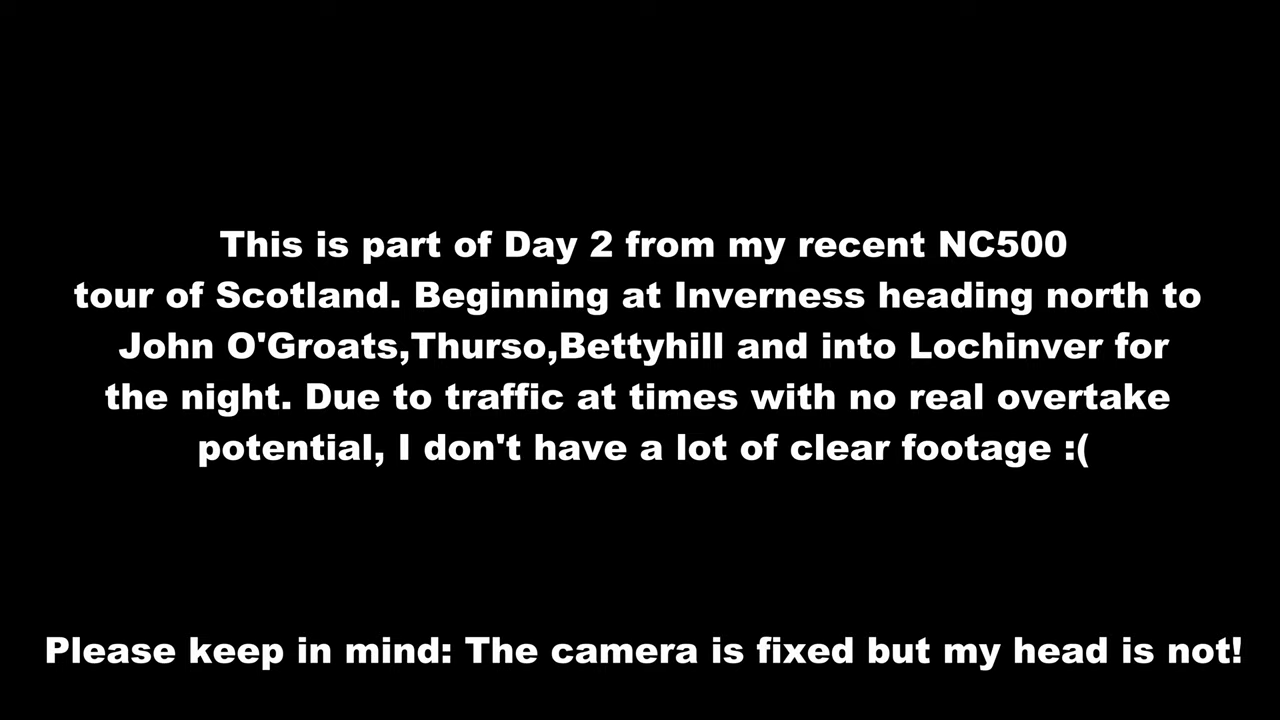 This is part of Day 2 from my recent NC500
tour of Scotland. Beginning at Inverness heading north to
John O'Groats,Thurso,Bettyhill and into Lochinver for
the night. Due to traffic at times with no real overtake
potential, I don't have a lot of clear footage :(
Please keep in mind: The camera is fixed but my head is not!